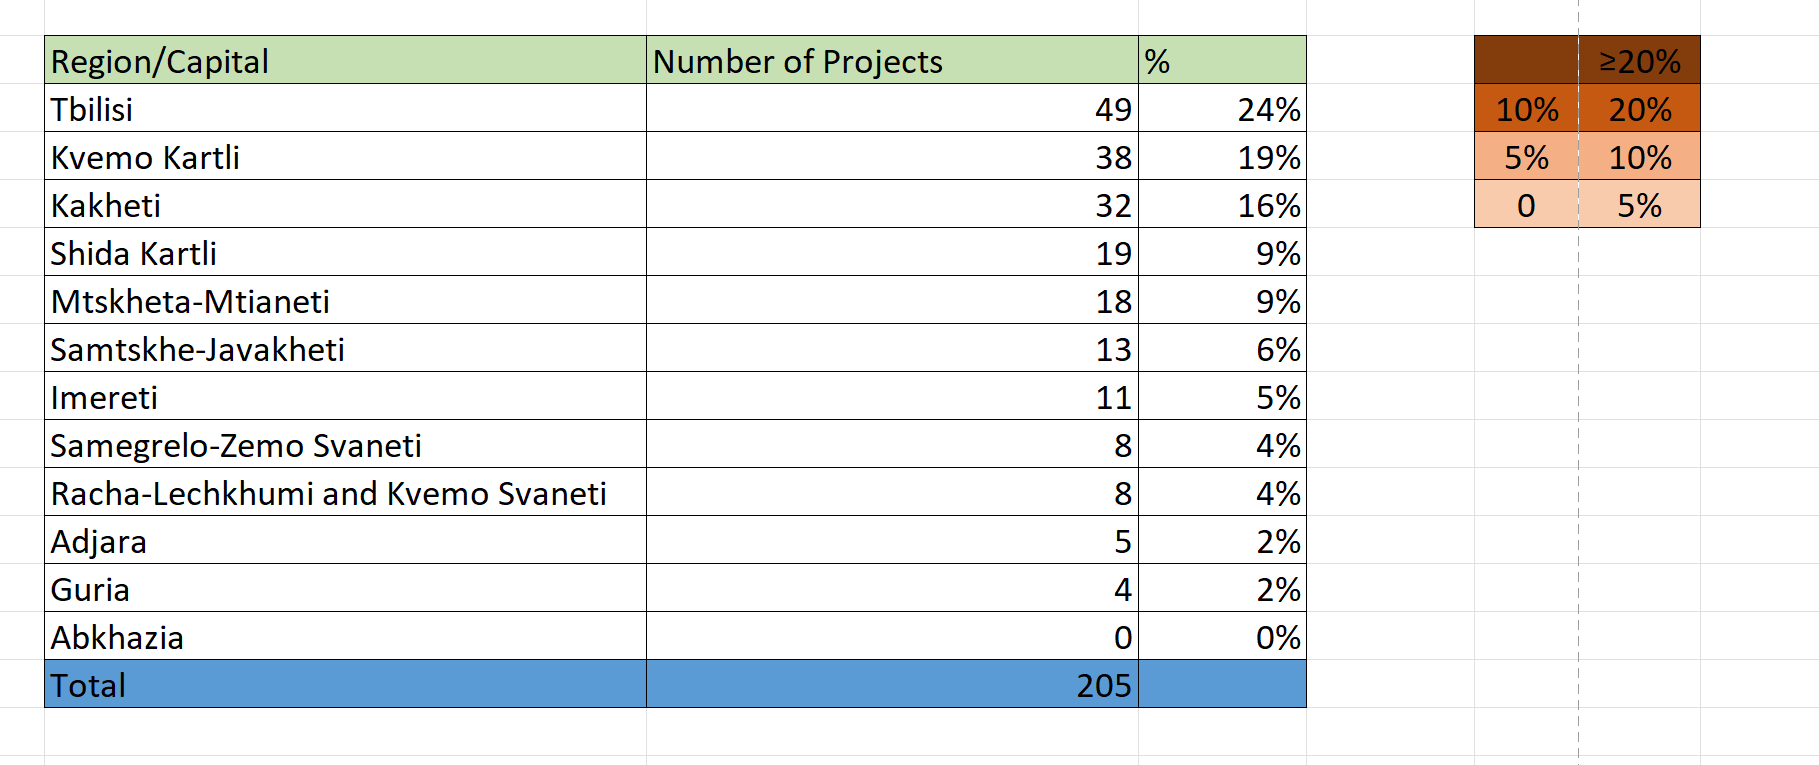 Region/Capital Number of Projects %
Tbilisi 49 24%
Kvemo Kartli 38 19%
Kakheti 32 16%
Shida Kartli 19 9%
Mtskheta-Mtianeti 18 9%
Samtskhe-Javakheti 13 6%
Imereti 11 5%
Samegrelo-Zemo Svaneti 8 4%
Racha-Lechkhumi and Kvemo Svaneti 8 4%
Adjara 5 2%
Guria 4 2%
Abkhazia 0 0%
Total 205
≥20%
10% 20%
5% 10%
0 5%